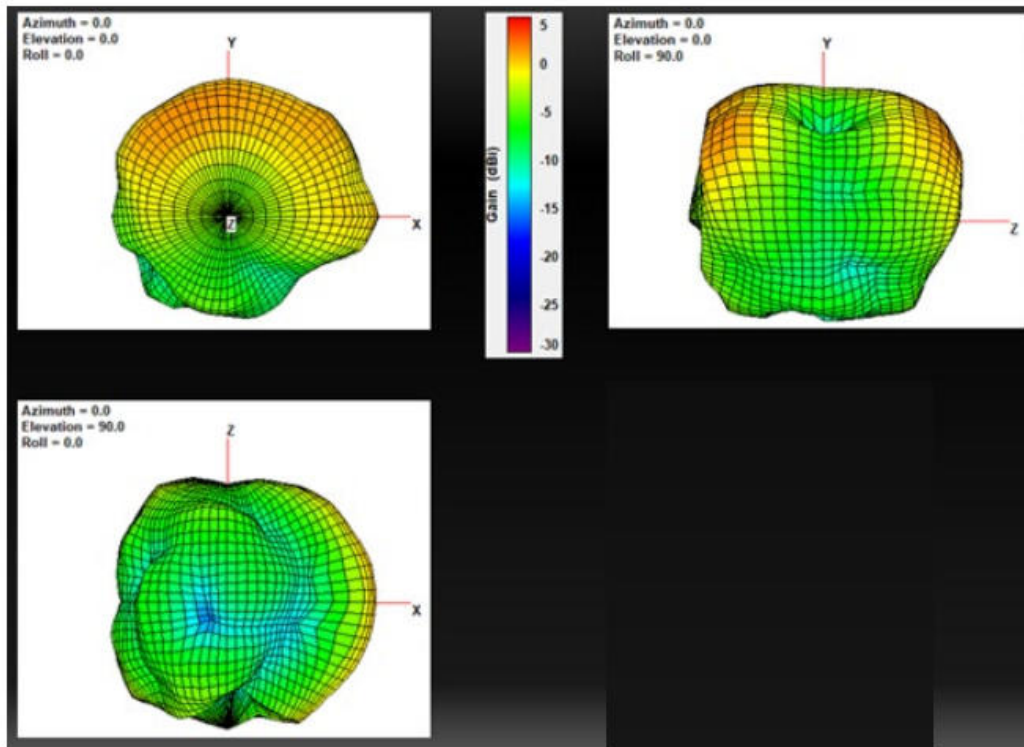 Azimuth = 0.0
Elevation = 0.0
Roll = 0.0
Y
X
Z
5
0
-5
-10
-15
-20
-25
-30
Gain (dBi)
Azimuth = 0.0
Elevation = 0.0
Roll = 90.0
Y
Z
Azimuth = 0.0
Elevation = 90.0
Roll = 0.0
Z
X